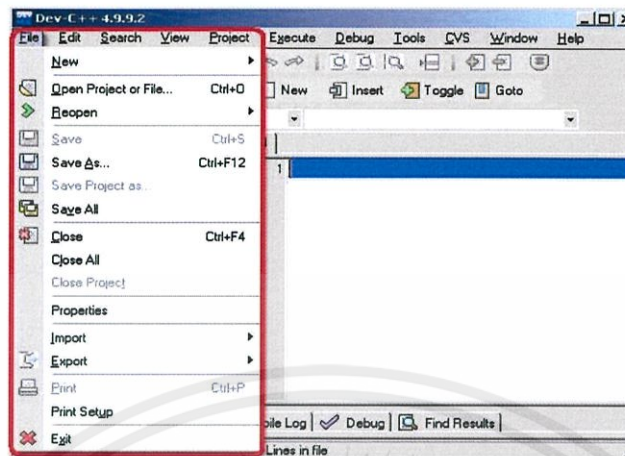 Dev-C++ 4.9.9.2
File Edit Search View Project Execute Debug Tools CVS Window Help
New
Open Project or File... Ctrl+O
New Insert Toggle Goto
Reopen
Save Ctrl+S
Save As... Ctrl+F12
1
Save Project as...
Save All
Close Ctrl+F4
Close All
Close Project
Properties
Import
Export
Print Ctrl+P
Print Setup
Log Debug Find Results
Exit
Lines in file